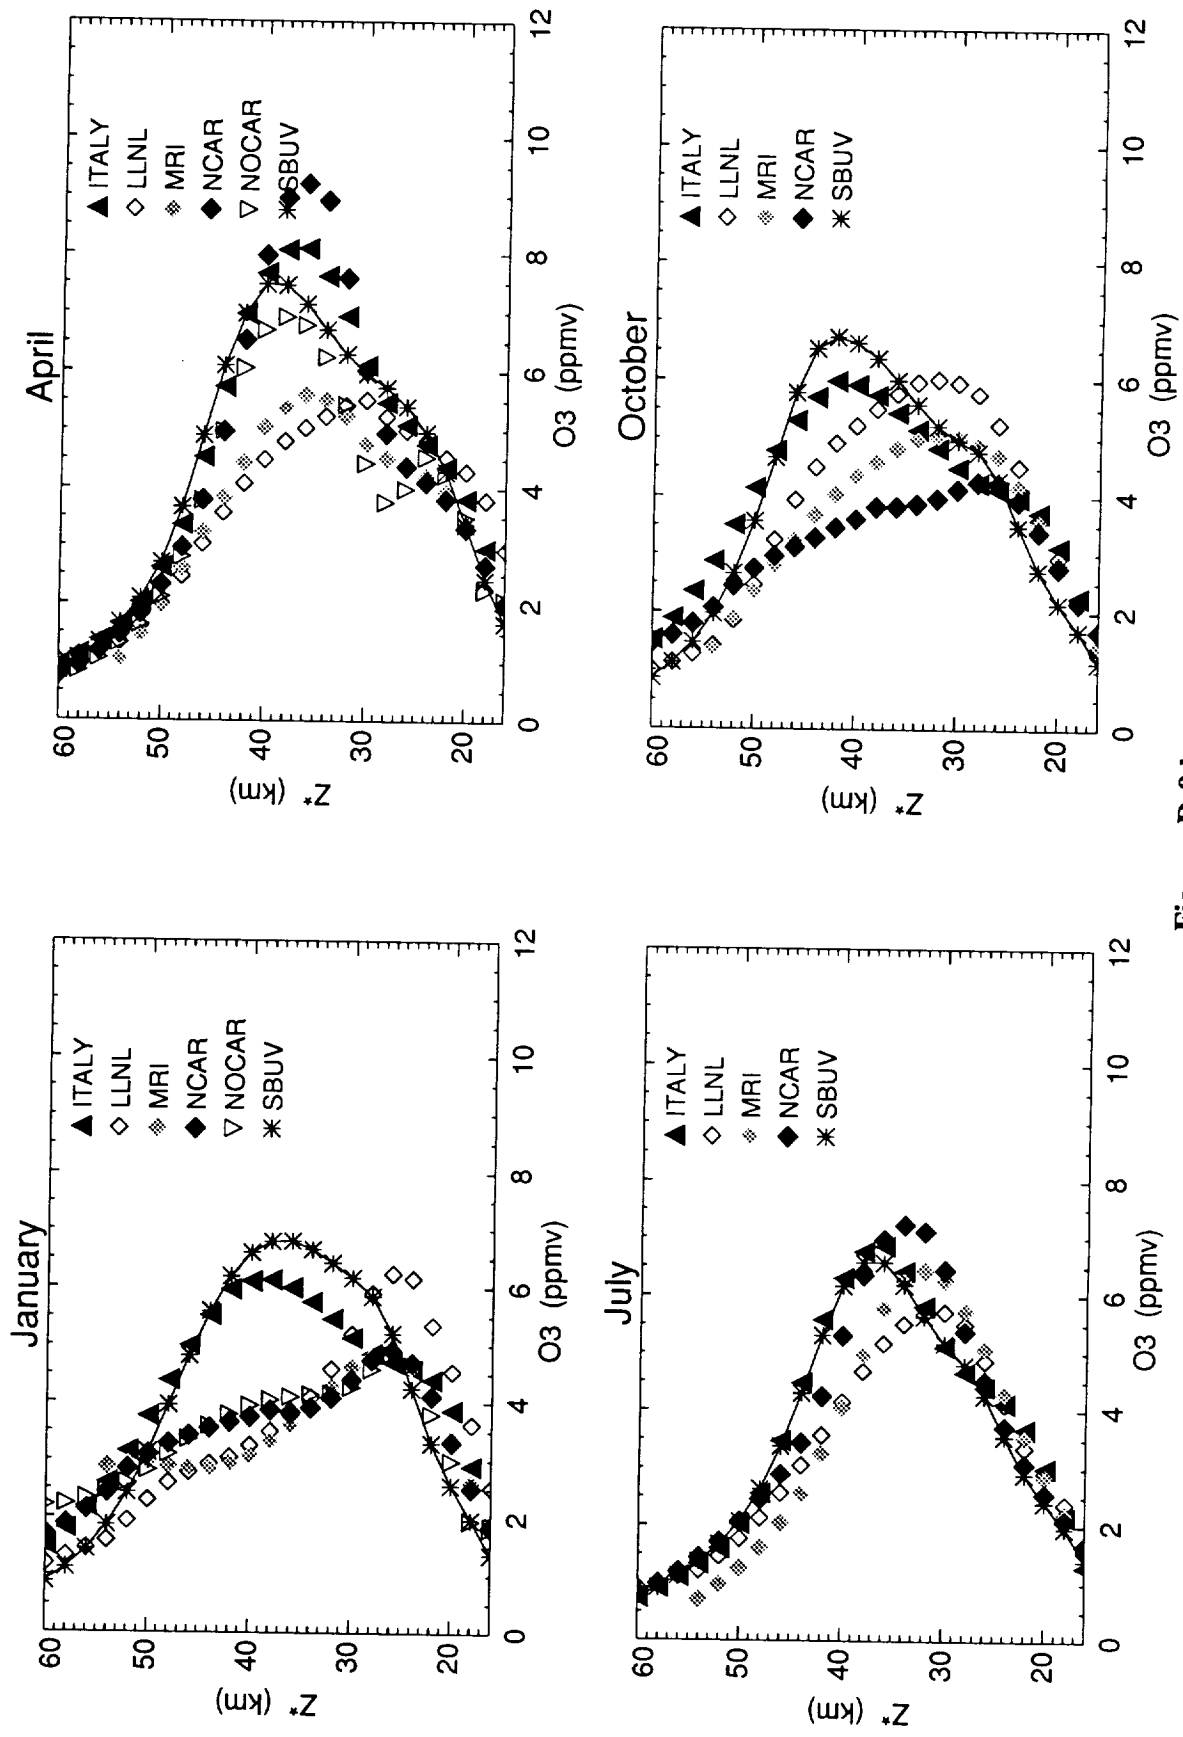 January
60
50
40
30
20
Z* (km)
ITALY
LLNL
MRI
NCAR
NOCAR
SBUV
0 2 4 6 8 10 12
O3 (ppmv)
April
60
50
40
30
20
Z* (km)
ITALY
LLNL
MRI
NCAR
NOCAR
SBUV
0 2 4 6 8 10 12
O3 (ppmv)
July
60
50
40
30
20
Z* (km)
ITALY
LLNL
MRI
NCAR
SBUV
0 2 4 6 8 10 12
O3 (ppmv)
October
60
50
40
30
20
Z* (km)
ITALY
LLNL
MRI
NCAR
SBUV
0 2 4 6 8 10 12
O3 (ppmv)